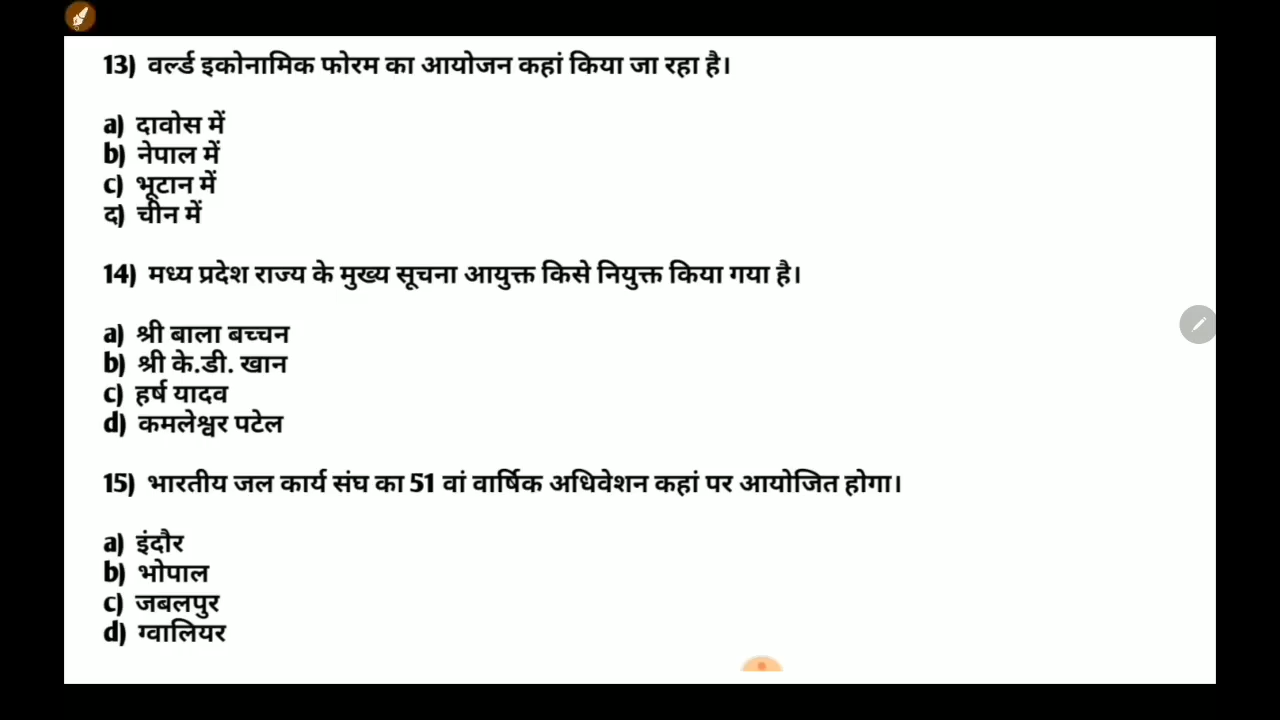 13) वर्ल्ड इकोनामिक फोरम का आयोजन कहां किया जा रहा है।
a) दावोस में
b) नेपाल में
c) भूटान में
द) चीन में
14) मध्य प्रदेश राज्य के मुख्य सूचना आयुक्त किसे नियुक्त किया गया है।
a) श्री बाला बच्चन
b) श्री के.डी. खान
c) हर्ष यादव
d) कमलेश्वर पटेल
15) भारतीय जल कार्य संघ का 51 वां वार्षिक अधिवेशन कहां पर आयोजित होगा।
a) इंदौर
b) भोपाल
c) जबलपुर
d) ग्वालियर